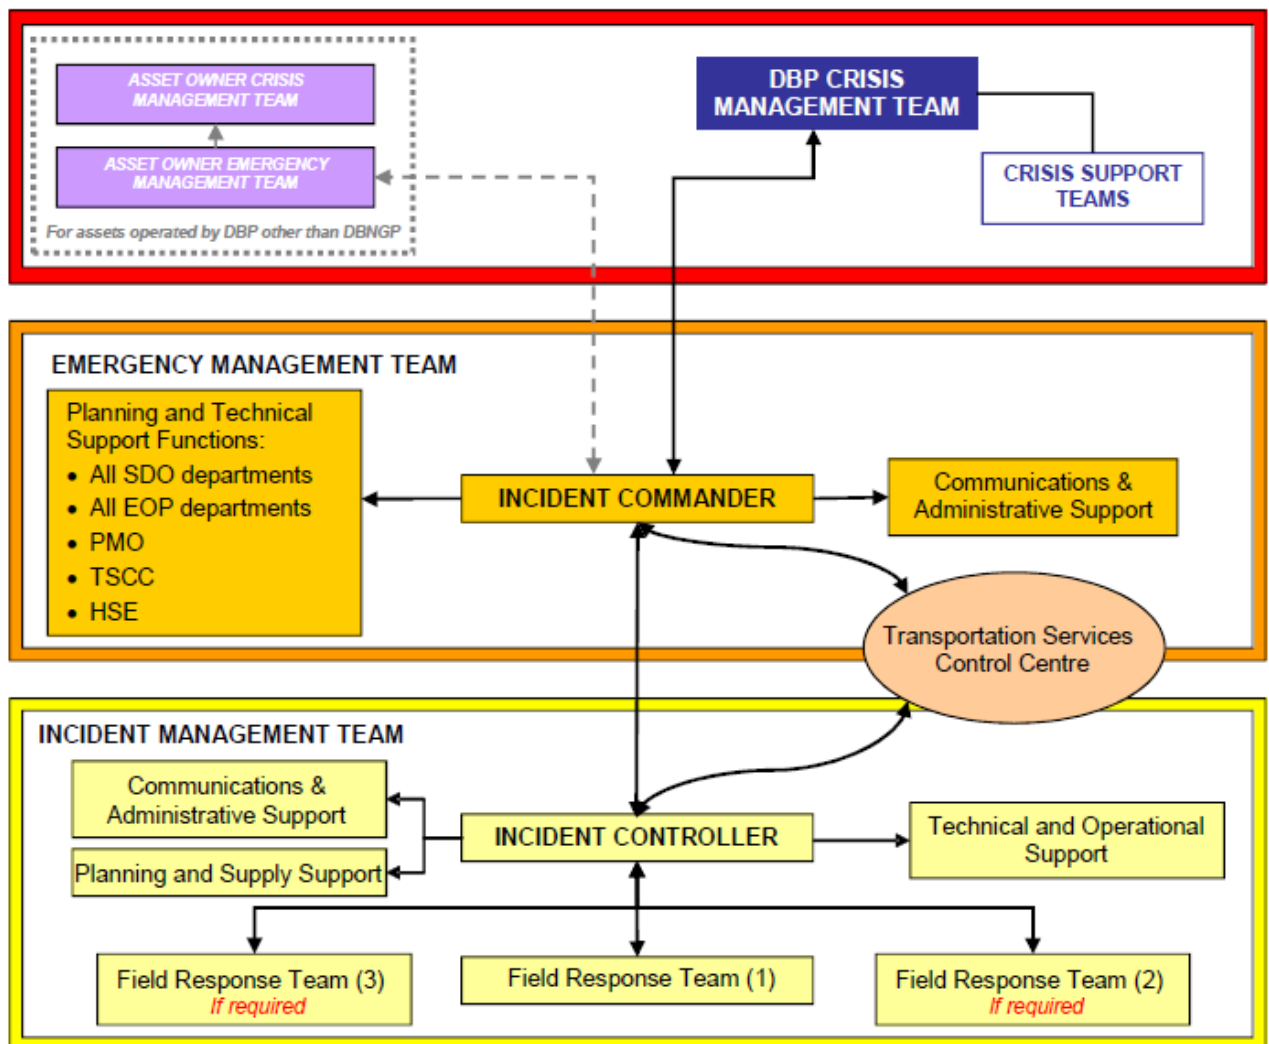 ASSET OWNER CRISIS
MANAGEMENT TEAM
ASSET OWNER EMERGENCY
MANAGEMENT TEAM
For assets operated by DBP other than DBNGP
DBP CRISIS
MANAGEMENT TEAM
CRISIS SUPPORT
TEAMS
EMERGENCY MANAGEMENT TEAM
Planning and Technical
Support Functions:
• All SDO departments
• All EOP departments
• PMO
• TSCC
• HSE
INCIDENT COMMANDER
Communications &
Administrative Support
Transportation Services
Control Centre
INCIDENT MANAGEMENT TEAM
Communications &
Administrative Support
Planning and Supply Support
INCIDENT CONTROLLER
Technical and Operational
Support
Field Response Team (3)
If required
Field Response Team (1)
Field Response Team (2)
If required